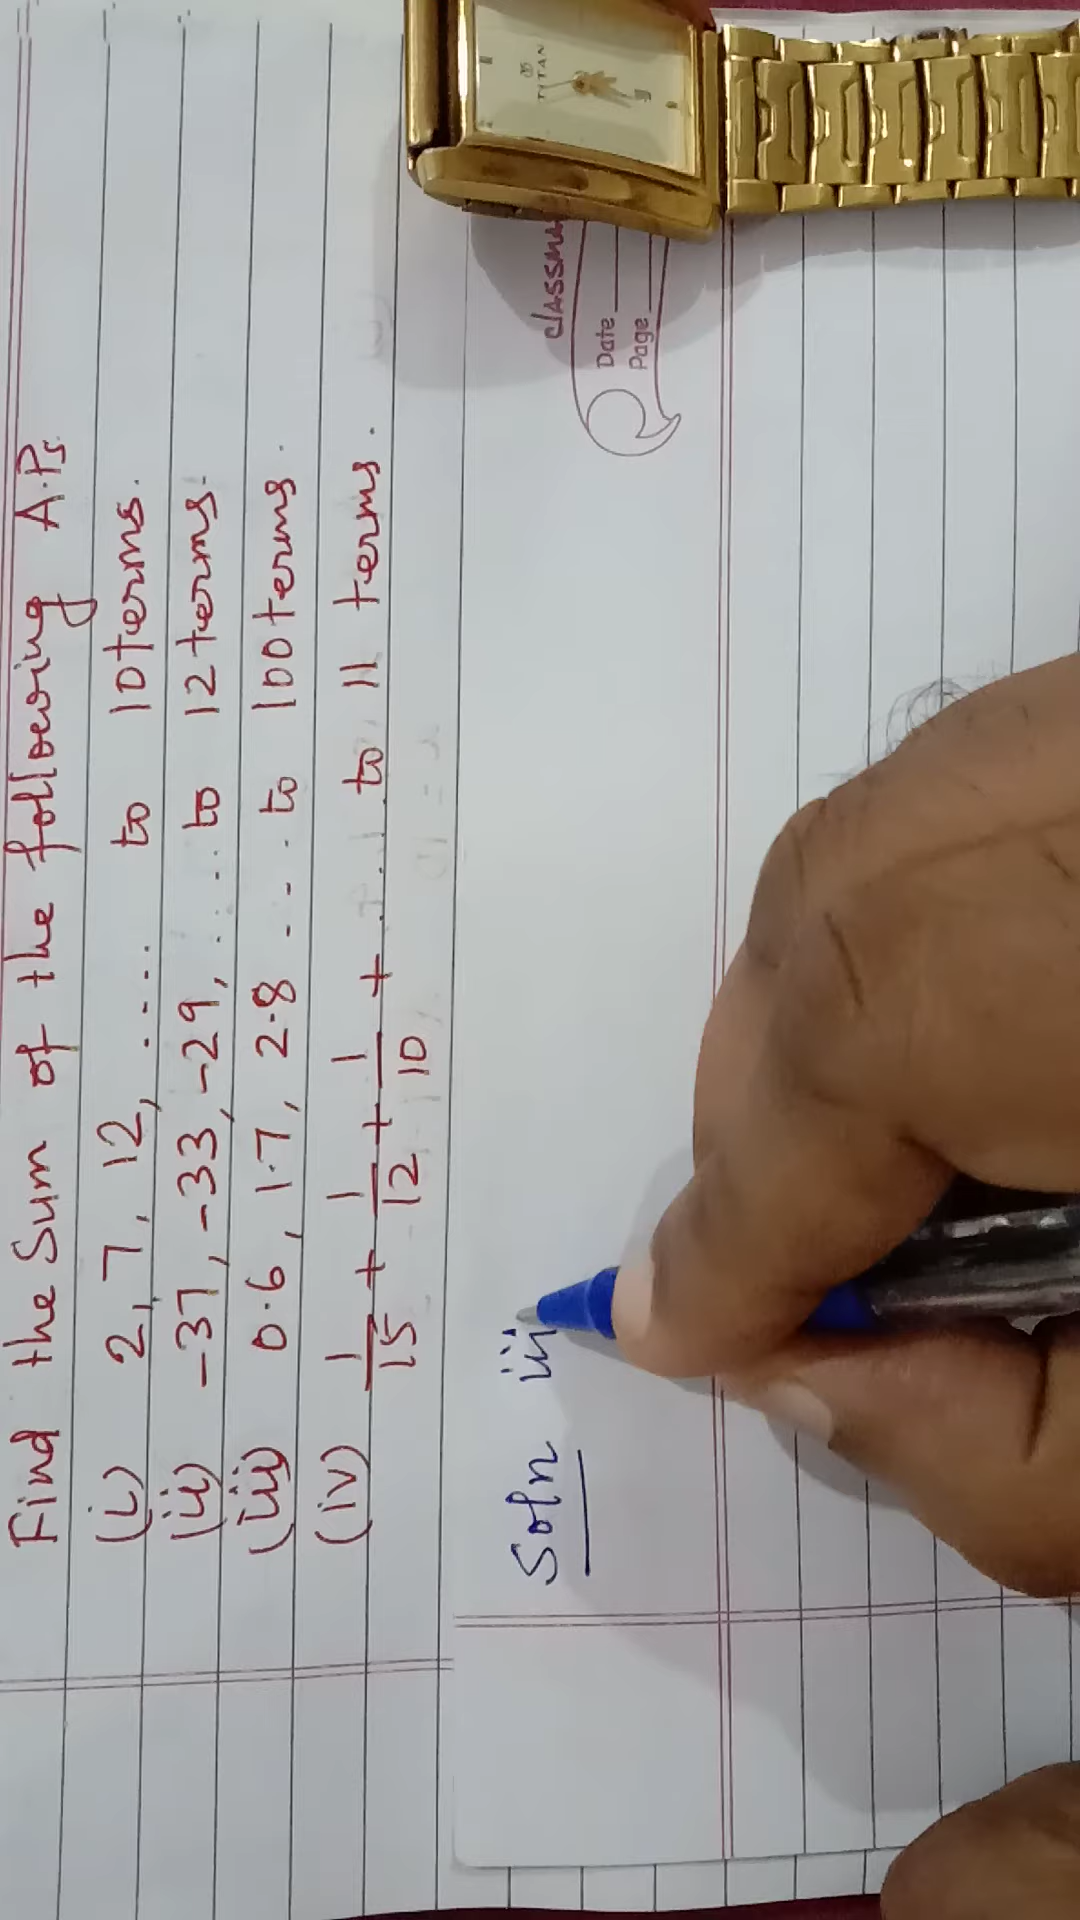 Find the Sum of the following A.Ps.
(i) 2, 7, 12, .... to 10 terms.
(ii) -37, -33, -29, .... to 12 terms.
(iii) 0.6, 1.7, 2.8 .... to 100 terms.
(iv) 1/15 + 1/12 + 1/10 + ... to 11 terms.
TITAN
classma
Date
Page
Soln iii